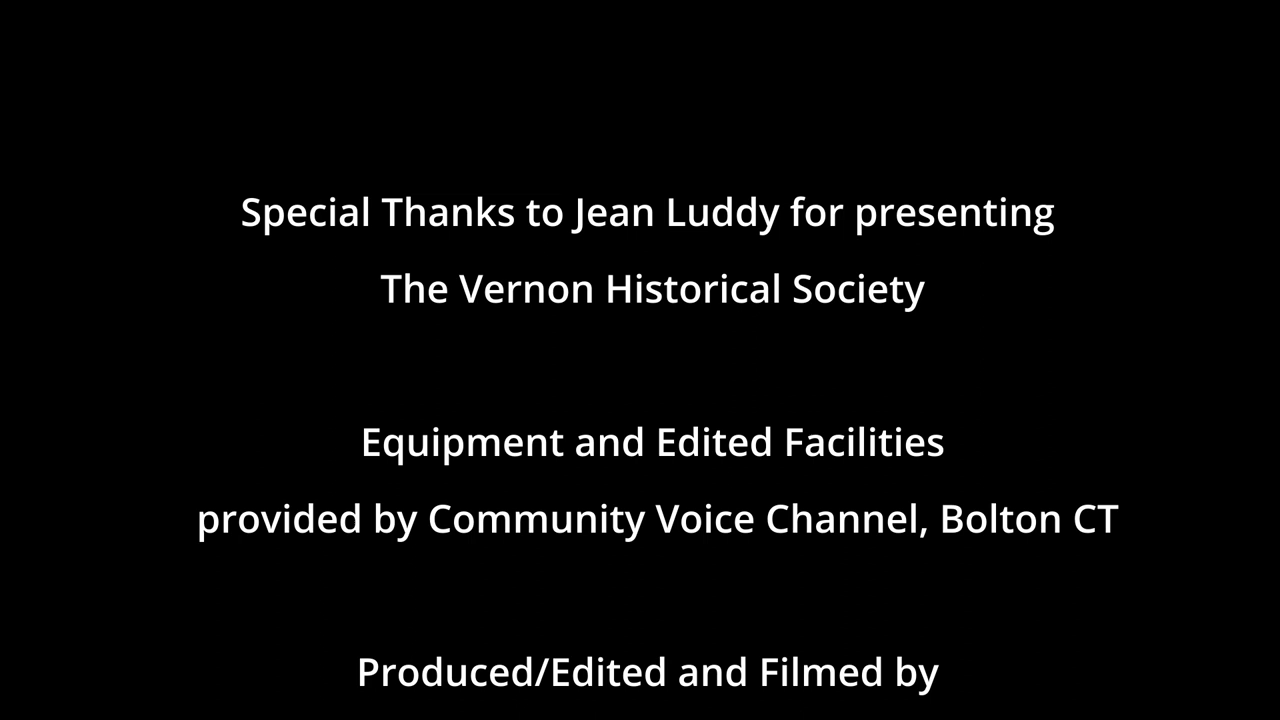 Special Thanks to Jean Luddy for presenting
The Vernon Historical Society
Equipment and Edited Facilities
provided by Community Voice Channel, Bolton CT
Produced/Edited and Filmed by